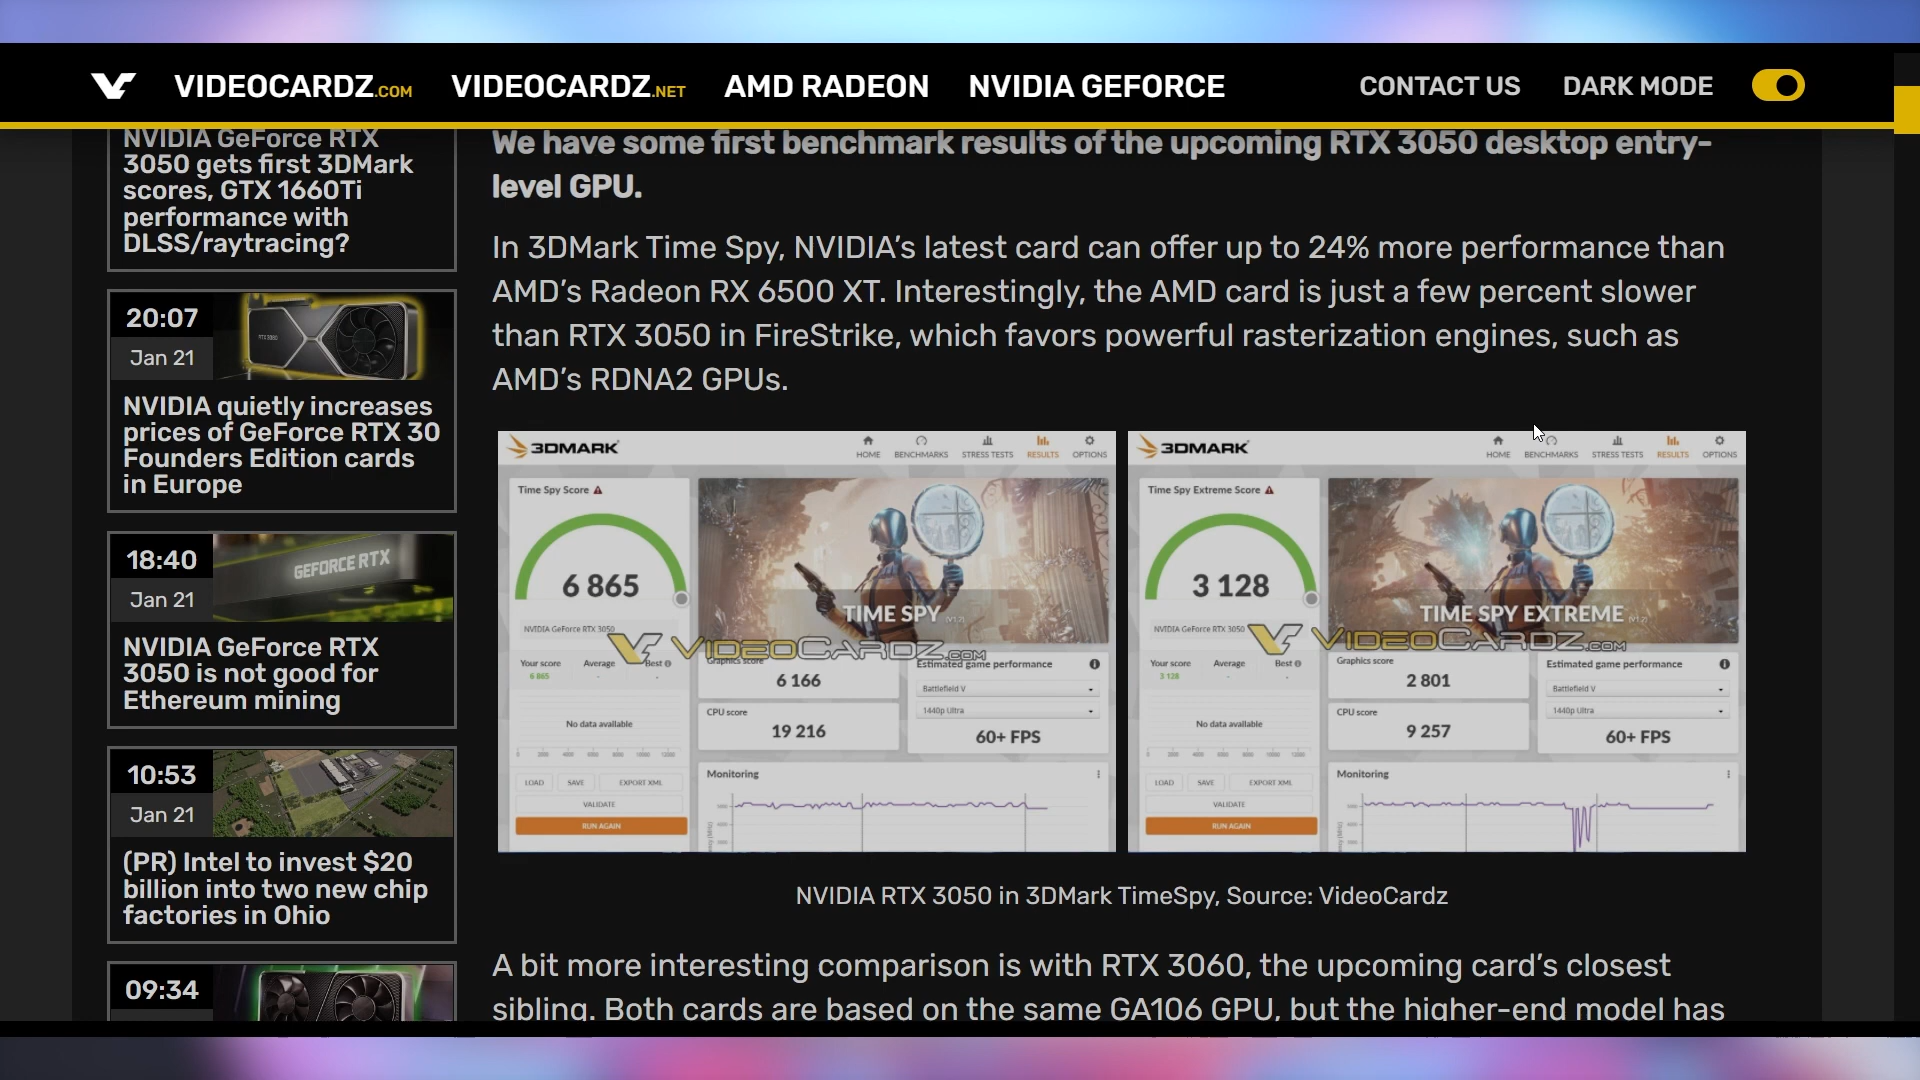 VIDEOCARDZ.COM
VIDEOCARDZ.NET
AMD RADEON
NVIDIA GEFORCE
CONTACT US
DARK MODE
NVIDIA GeForce RTX
3050 gets first 3DMark
scores, GTX 1660Ti
performance with
DLSS/raytracing?
20:07
Jan 21
RTX 3080
NVIDIA quietly increases
prices of GeForce RTX 30
Founders Edition cards
in Europe
18:40
Jan 21
GEFORCE RTX
NVIDIA GeForce RTX
3050 is not good for
Ethereum mining
10:53
Jan 21
(PR) Intel to invest $20
billion into two new chip
factories in Ohio
09:34
We have some first benchmark results of the upcoming RTX 3050 desktop entry-
level GPU.
In 3DMark Time Spy, NVIDIA's latest card can offer up to 24% more performance than
AMD's Radeon RX 6500 XT. Interestingly, the AMD card is just a few percent slower
than RTX 3050 in FireStrike, which favors powerful rasterization engines, such as
AMD's RDNA2 GPUs.
3DMARK
HOME
BENCHMARKS
STRESS TESTS
RESULTS
OPTIONS
Time Spy Score
6 865
TIME SPY (V1.2)
NVIDIA GeForce RTX 3050
VIDEOCARDZ.COM
Your score
Average
Best
6 865
Graphics score
6 166
Estimated game performance
Battlefield V
1440p Ultra
60+ FPS
CPU score
19 216
No data available
LOAD
SAVE
EXPORT XML
VALIDATE
RUN AGAIN
Monitoring
3DMARK
HOME
BENCHMARKS
STRESS TESTS
RESULTS
OPTIONS
Time Spy Extreme Score
3 128
TIME SPY EXTREME (V1.2)
NVIDIA GeForce RTX 3050
VIDEOCARDZ.COM
Your score
Average
Best
3 128
Graphics score
2 801
Estimated game performance
Battlefield V
1440p Ultra
60+ FPS
CPU score
9 257
No data available
LOAD
SAVE
EXPORT XML
VALIDATE
RUN AGAIN
Monitoring
NVIDIA RTX 3050 in 3DMark TimeSpy, Source: VideoCardz
A bit more interesting comparison is with RTX 3060, the upcoming card's closest
sibling. Both cards are based on the same GA106 GPU, but the higher-end model has